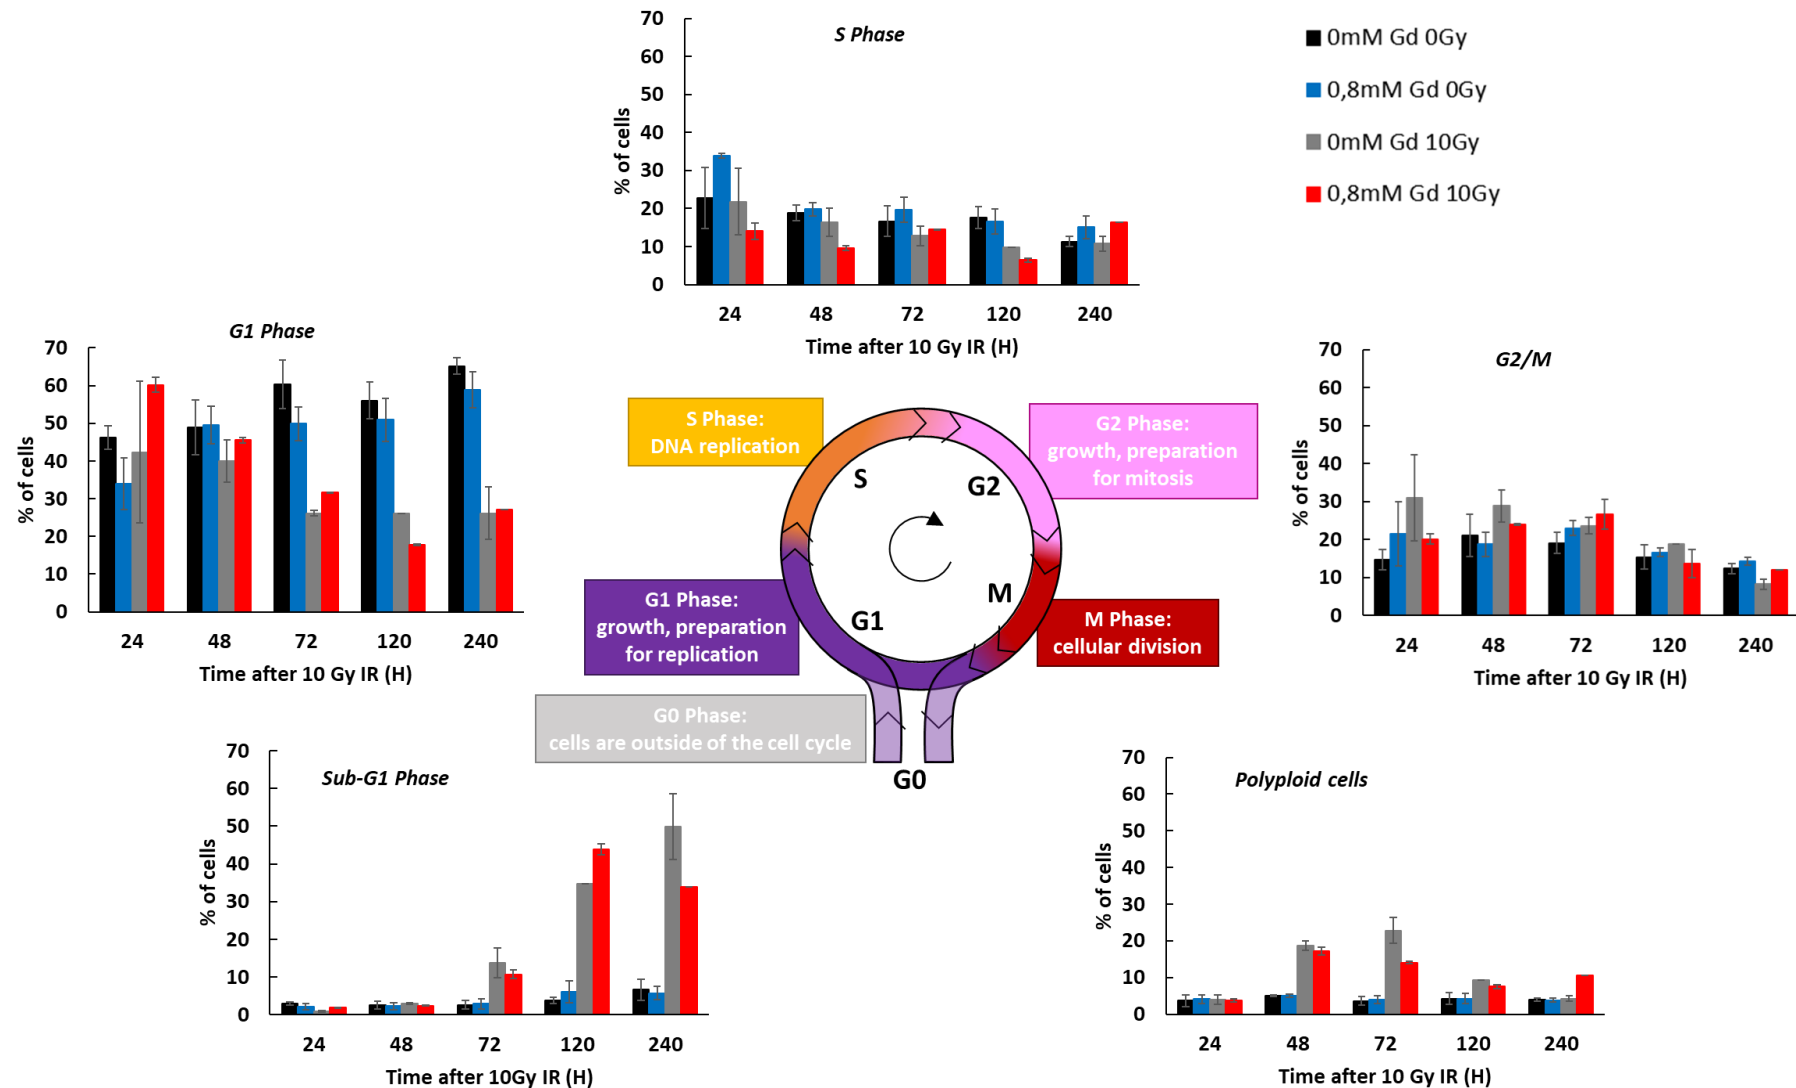 S Phase
70
60
50
40
30
20
10
0
% of cells
24 48 72 120 240
Time after 10 Gy IR (H)
0mM Gd 0Gy
0,8mM Gd 0Gy
0mM Gd 10Gy
0,8mM Gd 10Gy
G1 Phase
70
60
50
40
30
20
10
0
% of cells
24 48 72 120 240
Time after 10 Gy IR (H)
S Phase:
DNA replication
G2 Phase:
growth, preparation
for mitosis
S
G2
G1
M
G1 Phase:
growth, preparation
for replication
M Phase:
cellular division
G0 Phase:
cells are outside of the cell cycle
G0
G2/M
70
60
50
40
30
20
10
0
% of cells
24 48 72 120 240
Time after 10 Gy IR (H)
Sub-G1 Phase
70
60
50
40
30
20
10
0
% of cells
24 48 72 120 240
Time after 10Gy IR (H)
Polyploid cells
70
60
50
40
30
20
10
0
% of cells
24 48 72 120 240
Time after 10 Gy IR (H)